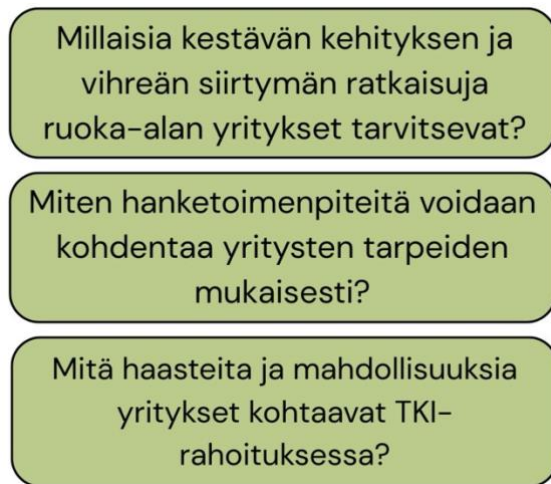 Millaisia kestävän kehityksen ja
vihreän siirtymän ratkaisuja
ruoka-alan yritykset tarvitsevat?
Miten hanketoimenpiteitä voidaan
kohdentaa yritysten tarpeiden
mukaisesti?
Mitä haasteita ja mahdollisuuksia
yritykset kohtaavat TKI-
rahoituksessa?